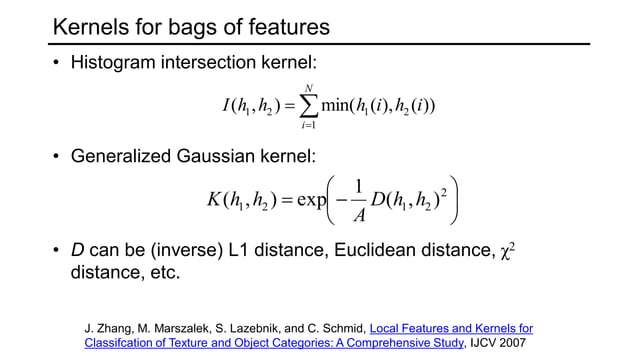 Kernels for bags of features
• Histogram intersection kernel:
I(h₁, h₂) = ∑ᵢ₌₁ᴺ min(h₁(i), h₂(i))
• Generalized Gaussian kernel:
K(h₁, h₂) = exp(−(1/A) D(h₁, h₂)²)
• D can be (inverse) L1 distance, Euclidean distance, χ²
distance, etc.
J. Zhang, M. Marszalek, S. Lazebnik, and C. Schmid, Local Features and Kernels for
Classifcation of Texture and Object Categories: A Comprehensive Study, IJCV 2007